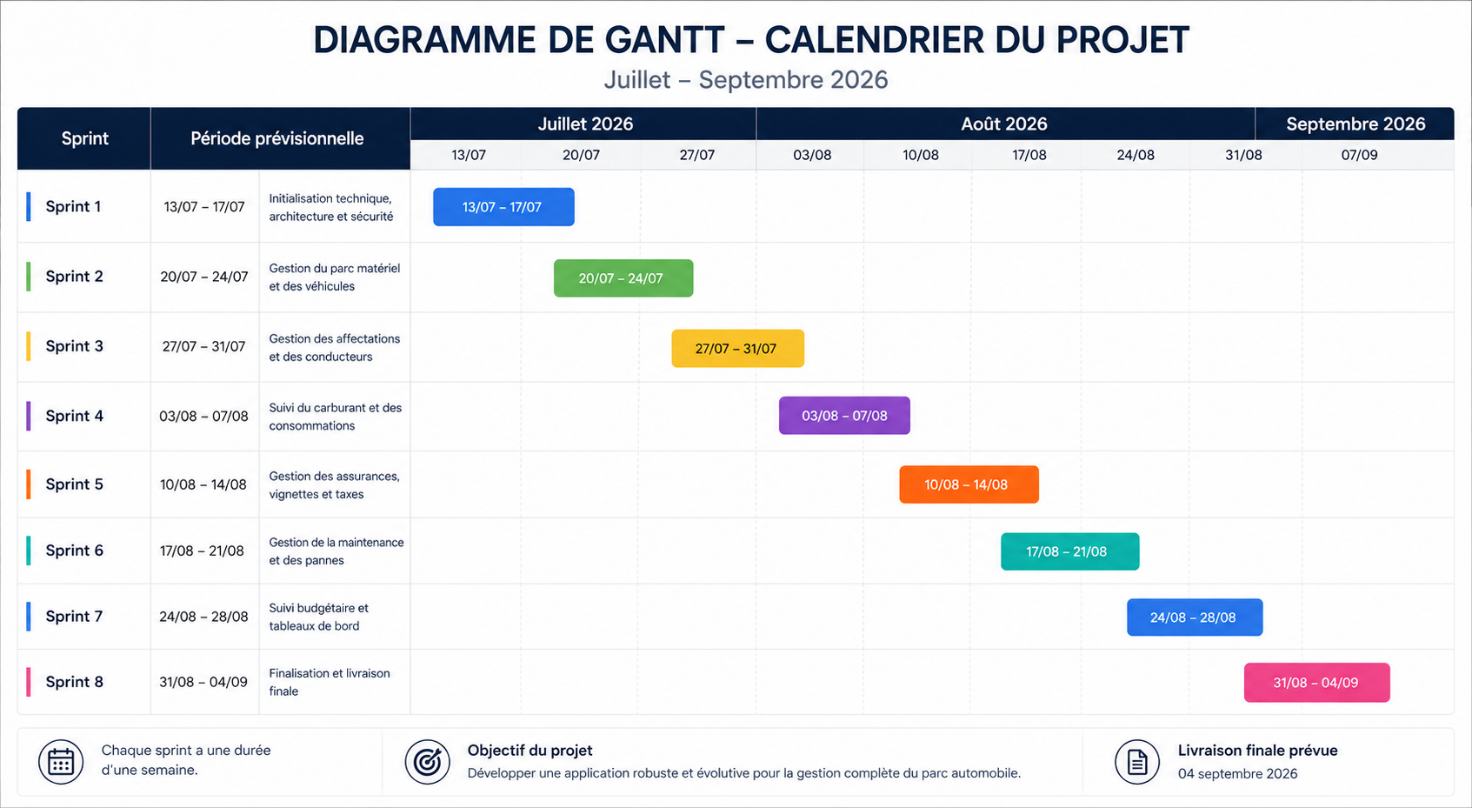 DIAGRAMME DE GANTT – CALENDRIER DU PROJET
Juillet – Septembre 2026
Sprint
Période prévisionnelle
Juillet 2026
Août 2026
Septembre 2026
13/07
20/07
27/07
03/08
10/08
17/08
24/08
31/08
07/09
Sprint 1
13/07 – 17/07
Initialisation technique,
architecture et sécurité
13/07 – 17/07
Sprint 2
20/07 – 24/07
Gestion du parc matériel
et des véhicules
20/07 – 24/07
Sprint 3
27/07 – 31/07
Gestion des affectations
et des conducteurs
27/07 – 31/07
Sprint 4
03/08 – 07/08
Suivi du carburant et des
consommations
03/08 – 07/08
Sprint 5
10/08 – 14/08
Gestion des assurances,
vignettes et taxes
10/08 – 14/08
Sprint 6
17/08 – 21/08
Gestion de la maintenance
et des pannes
17/08 – 21/08
Sprint 7
24/08 – 28/08
Suivi budgétaire et
tableaux de bord
24/08 – 28/08
Sprint 8
31/08 – 04/09
Finalisation et livraison
finale
31/08 – 04/09
Chaque sprint a une durée
d'une semaine.
Objectif du projet
Développer une application robuste et évolutive pour la gestion complète du parc automobile.
Livraison finale prévue
04 septembre 2026